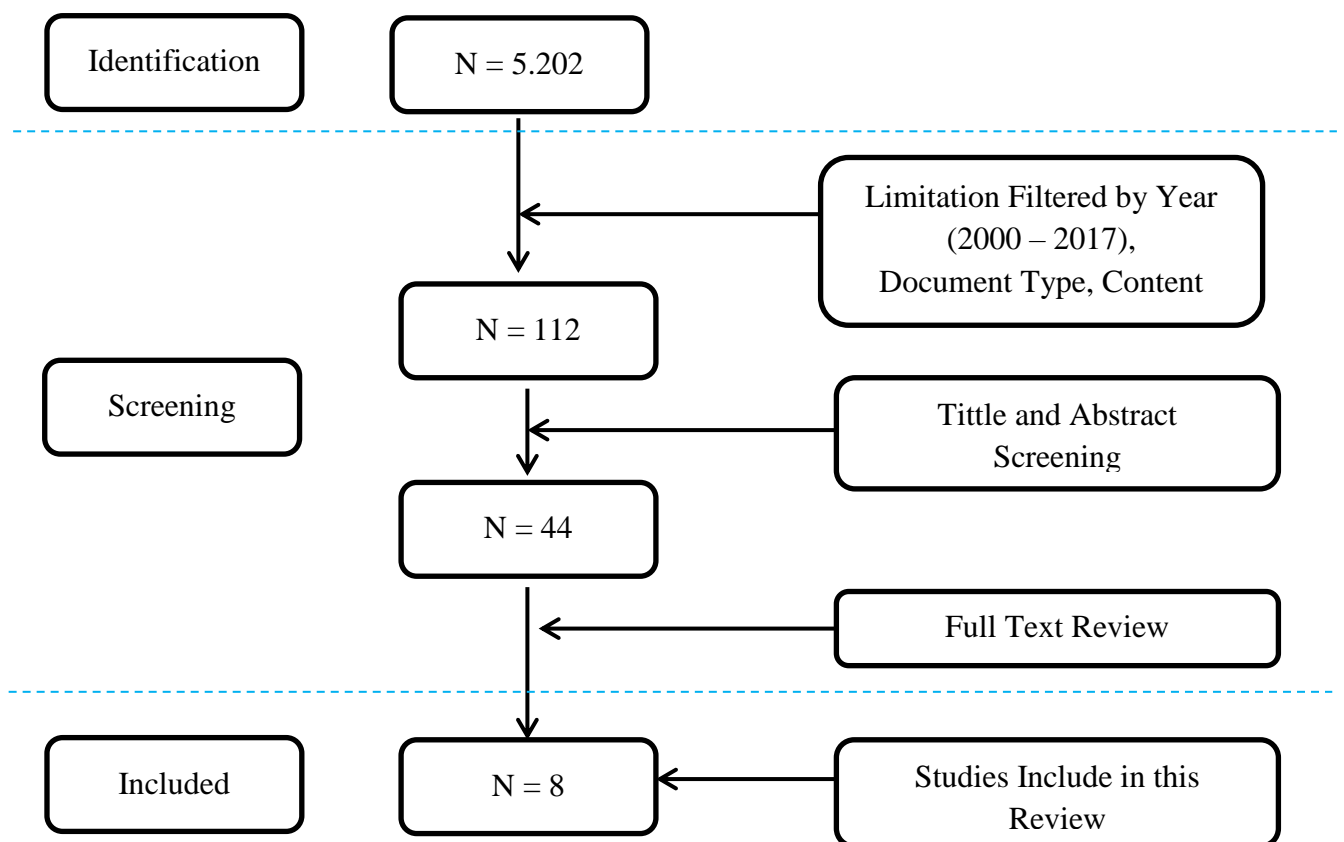 Identification
N = 5.202
Limitation Filtered by Year
(2000 – 2017),
Document Type, Content
N = 112
Screening
Tittle and Abstract
Screening
N = 44
Full Text Review
Included
N = 8
Studies Include in this
Review